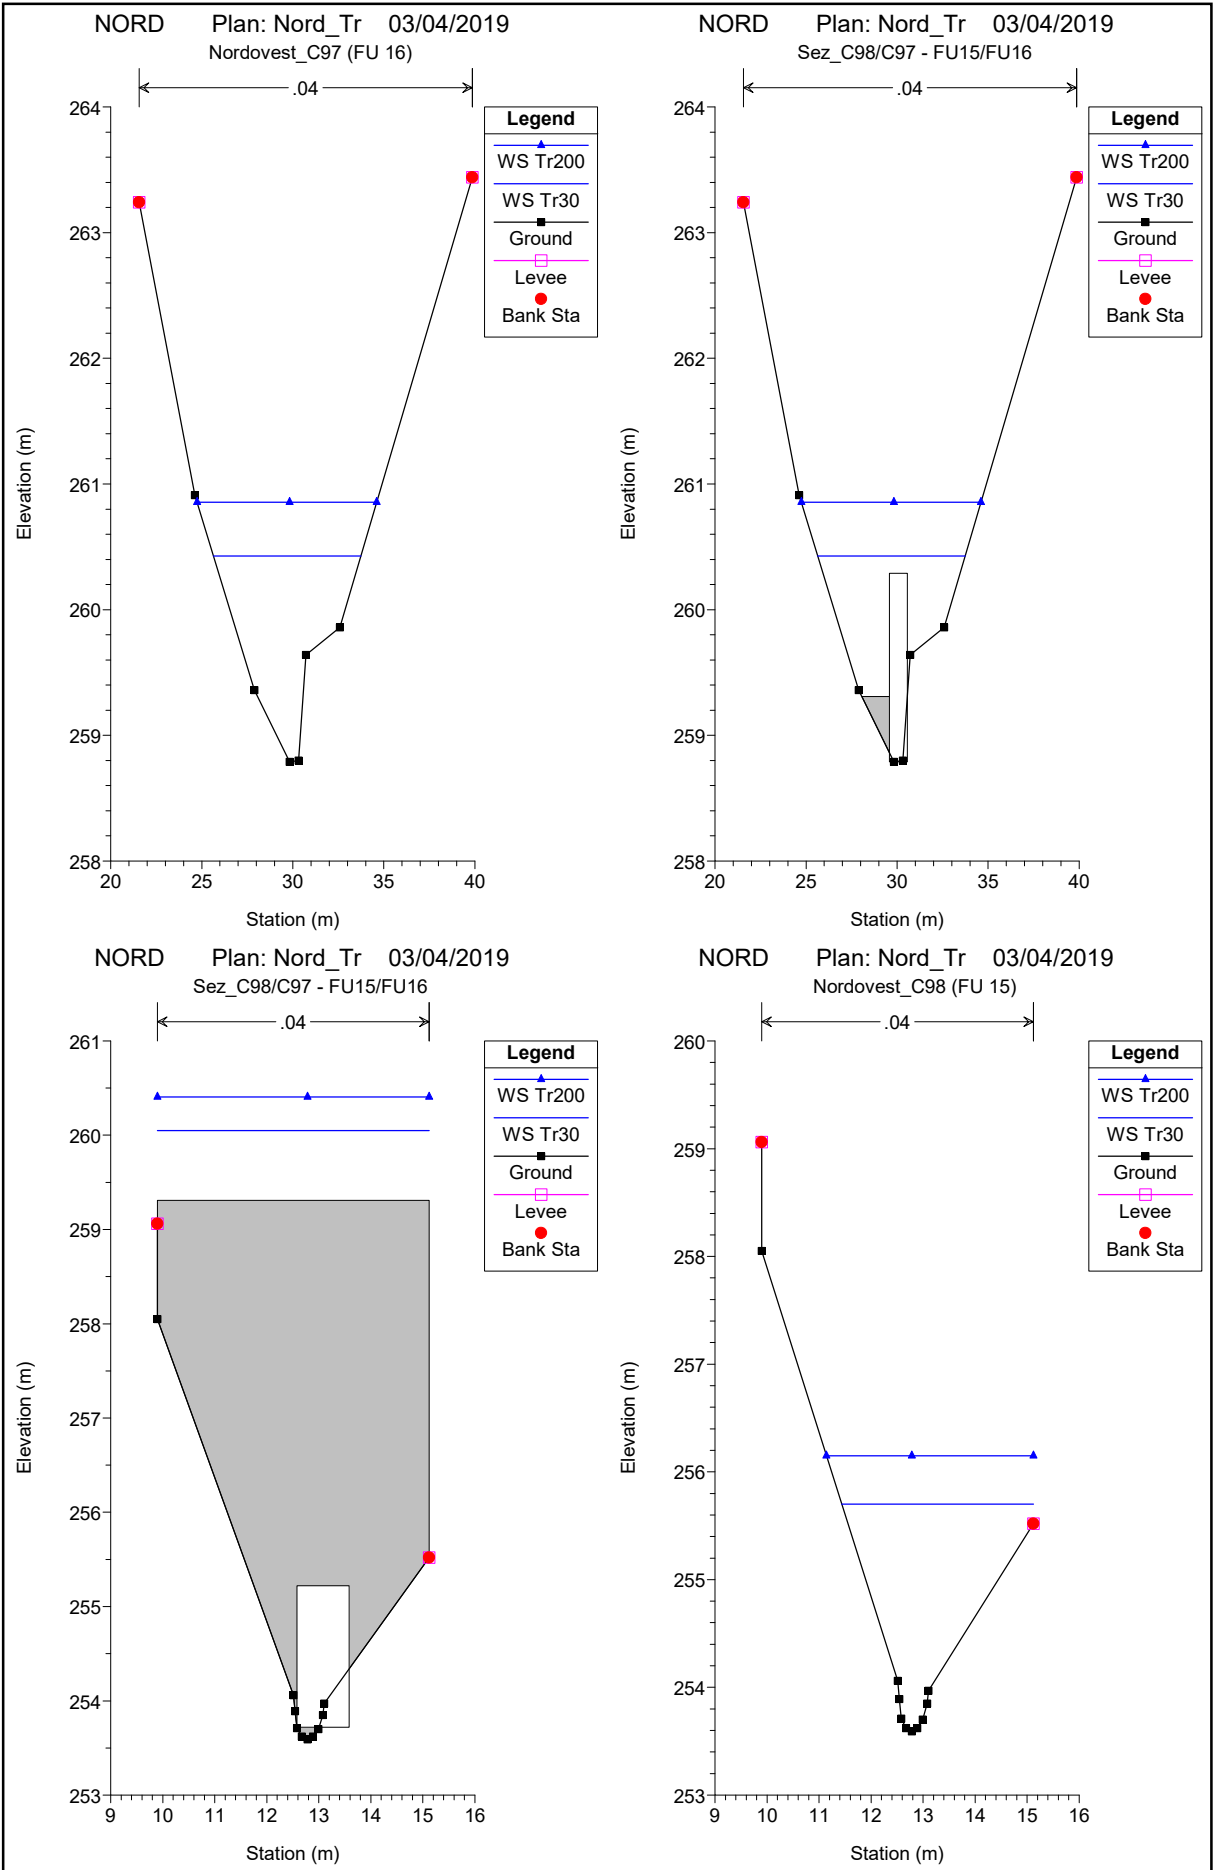 NORD Plan: Nord_Tr 03/04/2019
Nordovest_C97 (FU 16)
.04
264
263
262
261
260
259
258
20 25 30 35 40
Elevation (m)
Station (m)
Legend
WS Tr200
WS Tr30
Ground
Levee
Bank Sta
Sez_C98/C97 - FU15/FU16
.04
264
263
262
261
260
259
258
20 25 30 35 40
Elevation (m)
Station (m)
Legend
WS Tr200
WS Tr30
Ground
Levee
Bank Sta
NORD Plan: Nord_Tr 03/04/2019
NORD Plan: Nord_Tr 03/04/2019
Sez_C98/C97 - FU15/FU16
.04
261
260
259
258
257
256
255
254
253
9 10 11 12 13 14 15 16
Elevation (m)
Station (m)
Legend
WS Tr200
WS Tr30
Ground
Levee
Bank Sta
NORD Plan: Nord_Tr 03/04/2019
Nordovest_C98 (FU 15)
.04
260
259
258
257
256
255
254
253
9 10 11 12 13 14 15 16
Elevation (m)
Station (m)
Legend
WS Tr200
WS Tr30
Ground
Levee
Bank Sta